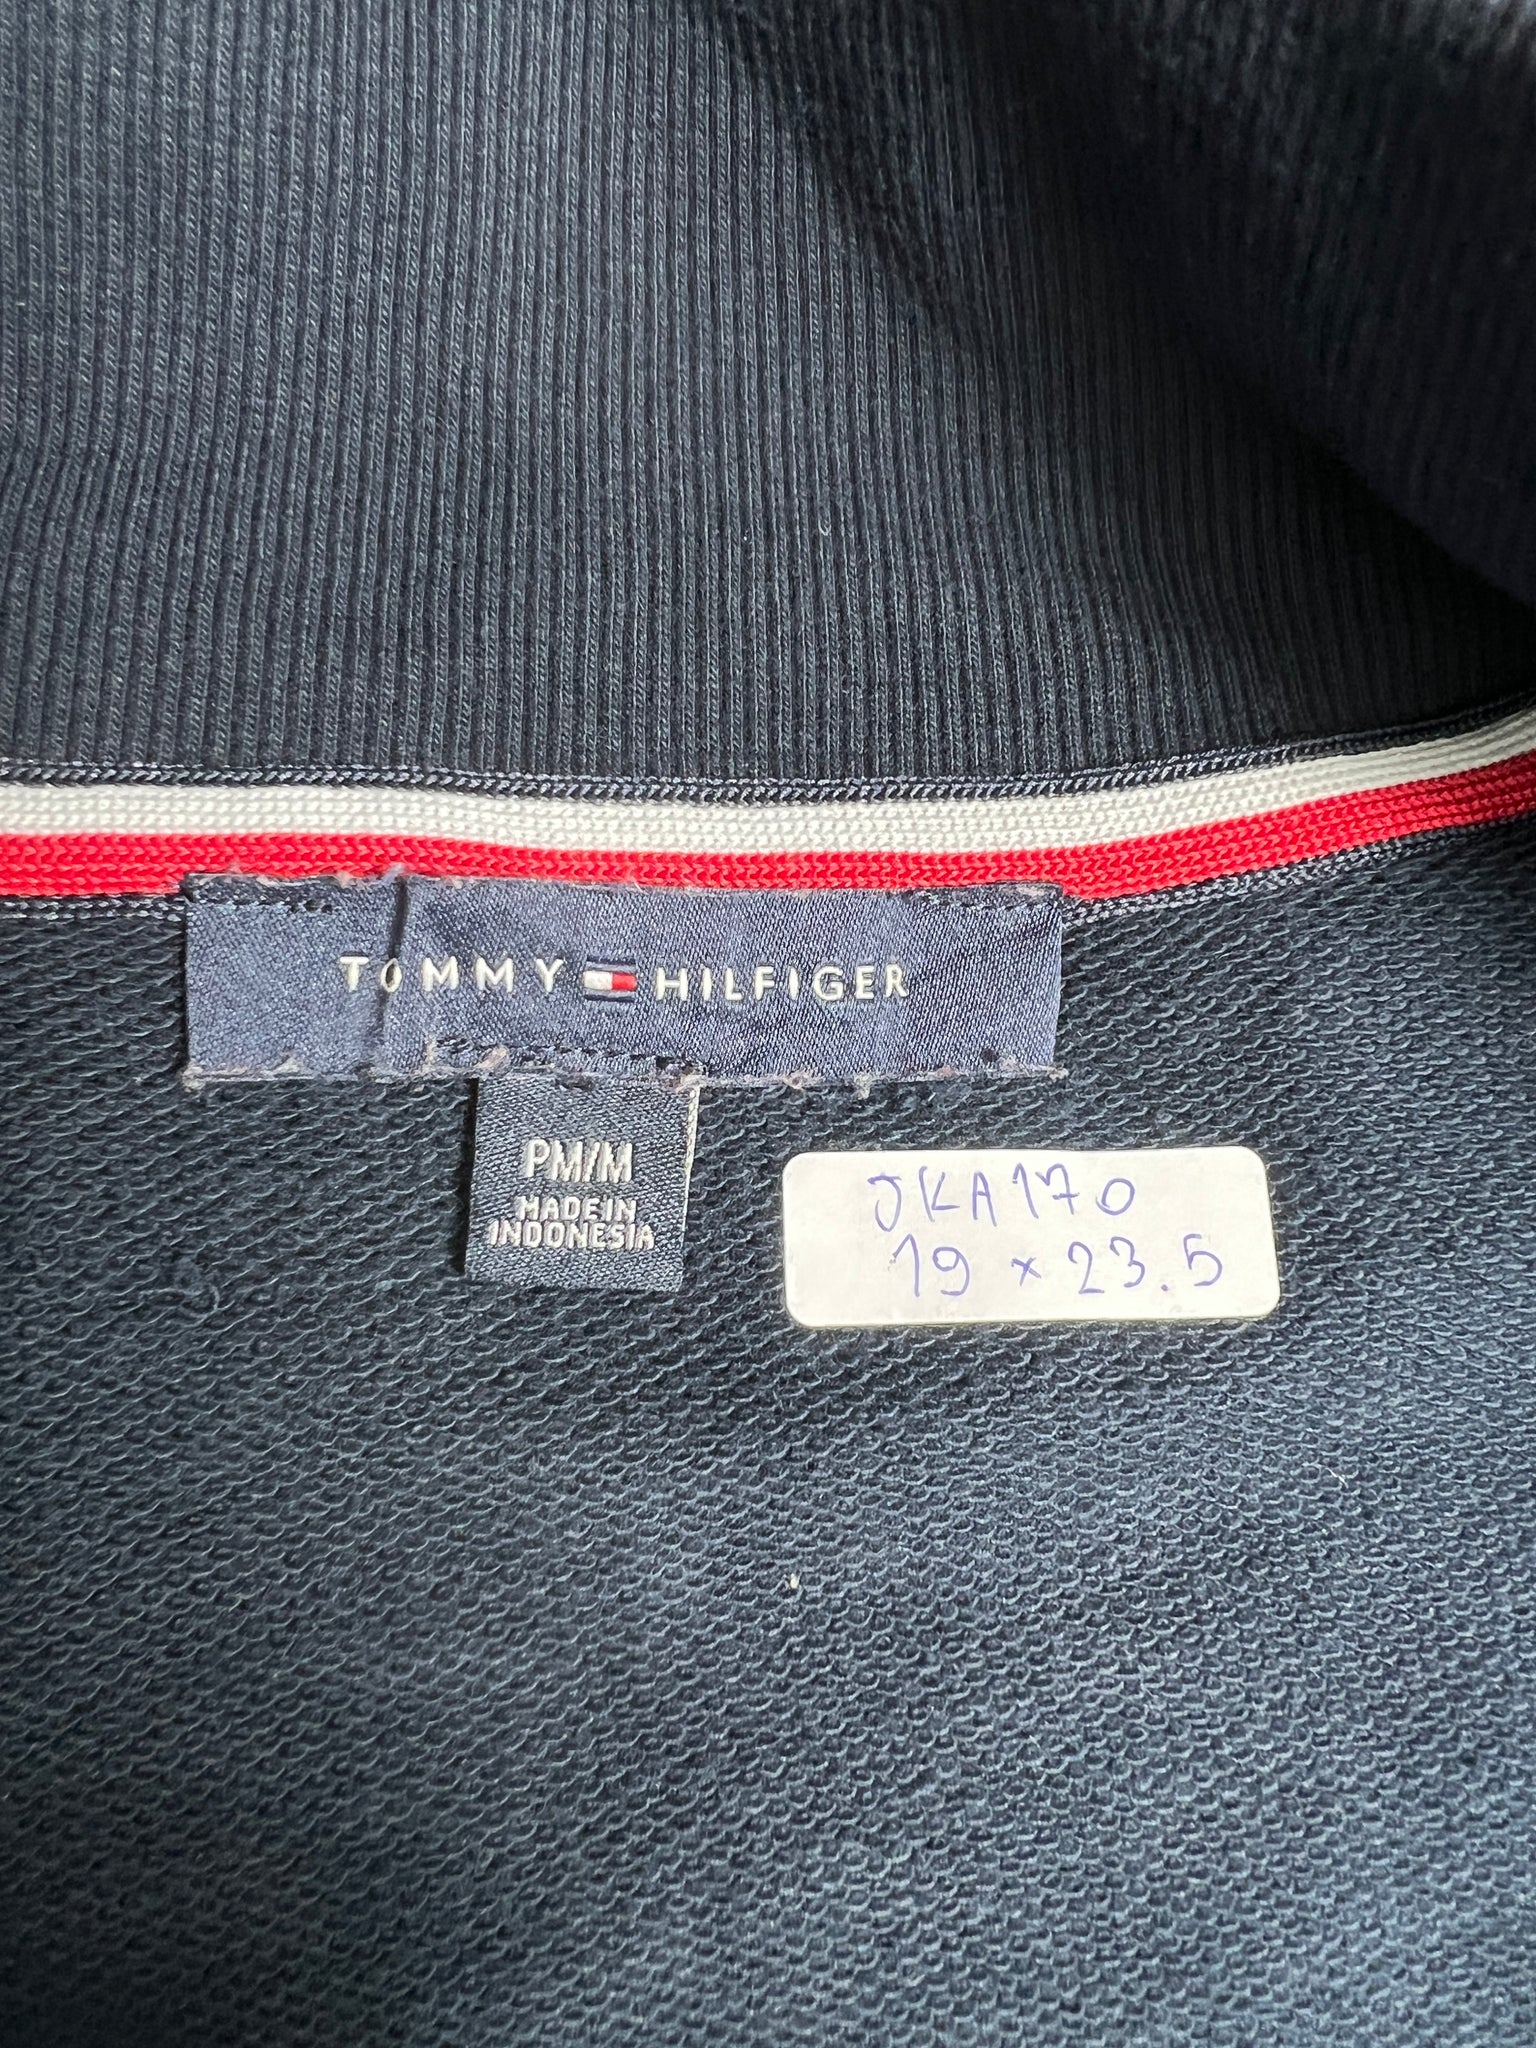 TOMMY HILFIGER
PM/M
MADE IN
INDONESIA
JKA170
19 × 23.5